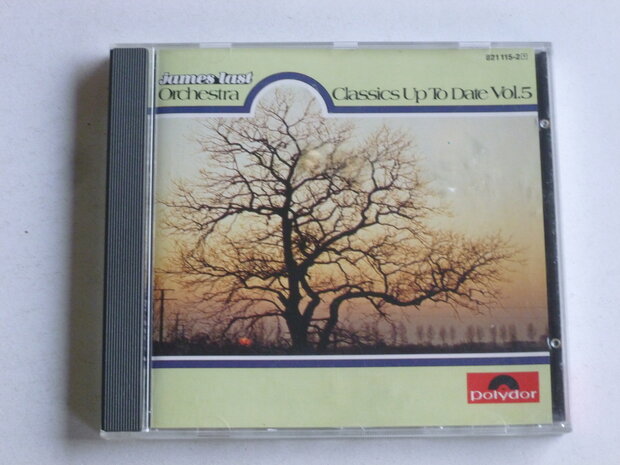 821 115-2
james last
Orchestra
Classics Up To Date Vol.5
polydor